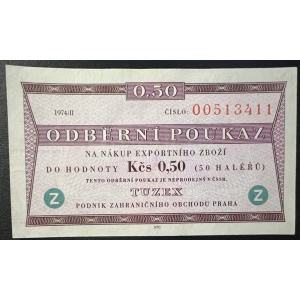 0.50
1974/II
ČÍSLO: 00513411
ODBĚRNÍ POUKAZ
NA NÁKUP EXPORTNÍHO ZBOŽÍ
DO HODNOTY Kčs 0,50 (50 HALÉŘŮ)
TENTO ODBĚRNÍ POUKAZ JE NEPRODEJNÝ V ČSSR.
Z TUZEX Z
PODNIK ZAHRANIČNÍHO OBCHODU PRAHA